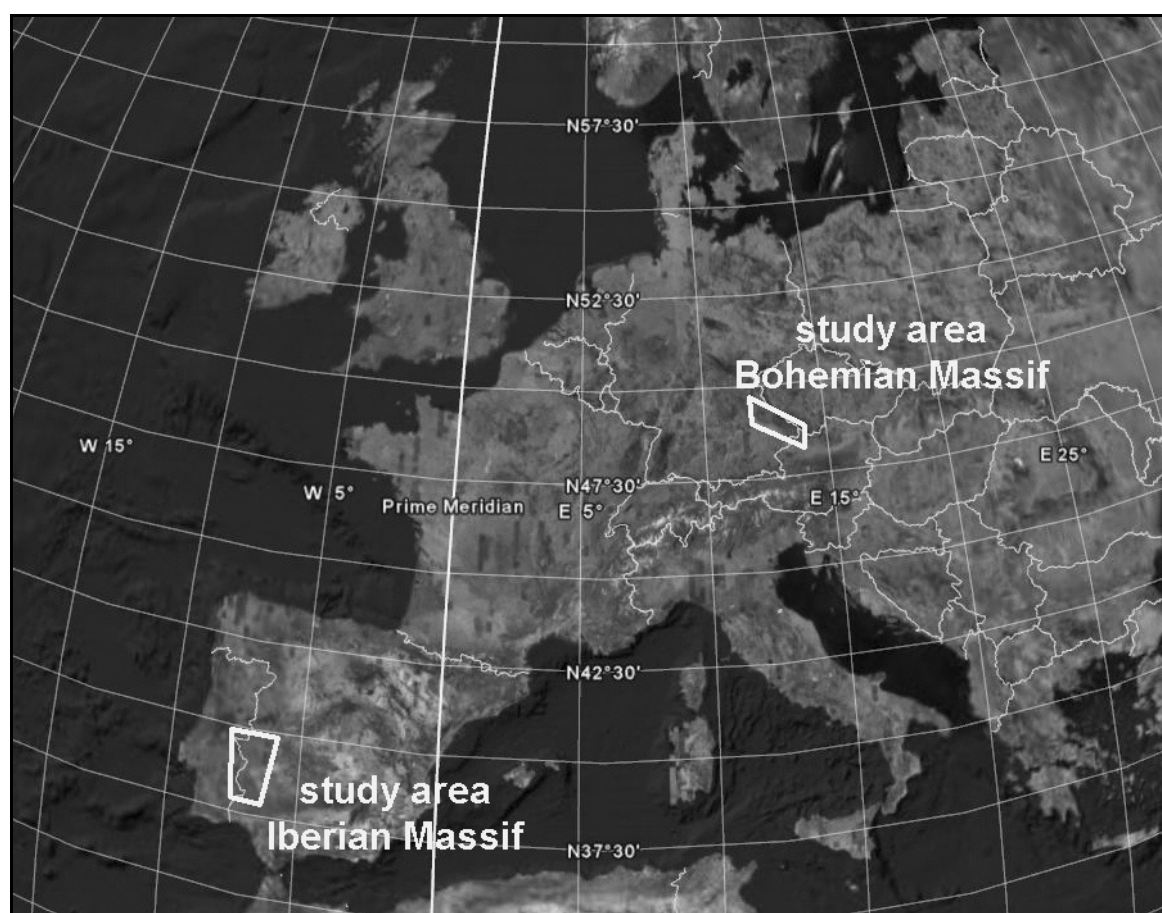 N57°30'
N52°30'
study area
Bohemian Massif
W 15°
E 25°
W 5°
N47°30'
E 15°
Prime Meridian
E 5°
N42°30'
study area
Iberian Massif
N37°30'